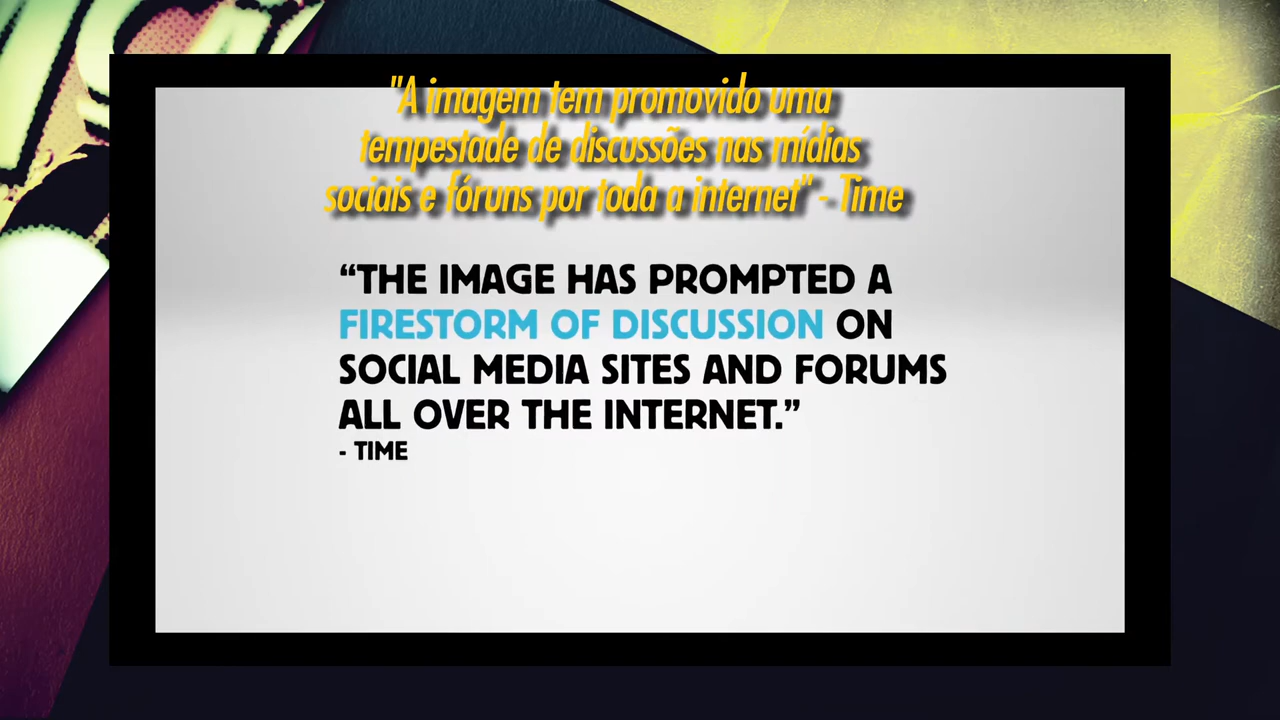 "A imagem tem promovido uma
tempestade de discussões nas mídias
sociais e fóruns por toda a internet" - Time
“THE IMAGE HAS PROMPTED A
FIRESTORM OF DISCUSSION ON
SOCIAL MEDIA SITES AND FORUMS
ALL OVER THE INTERNET.”
- TIME